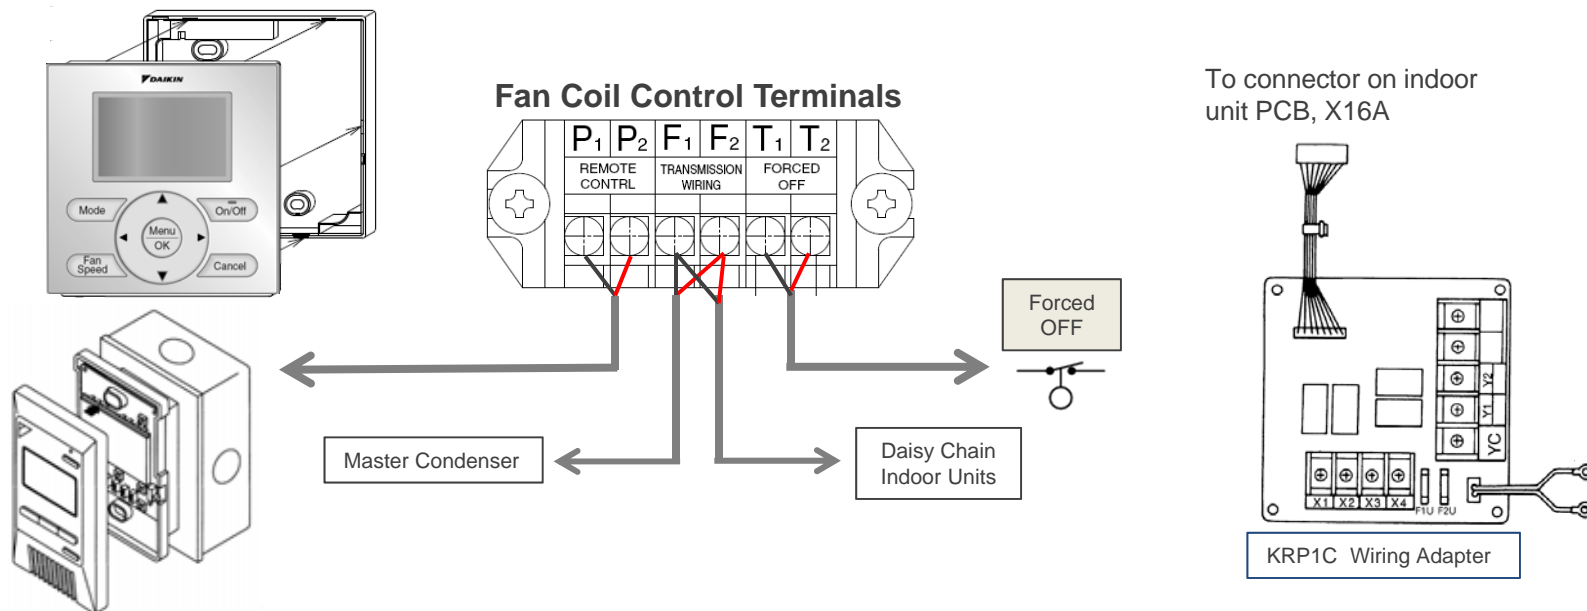 DAIKIN
Mode
On/Off
Menu
OK
Fan
Speed
Cancel
Fan Coil Control Terminals
P1 P2 F1 F2 T1 T2
REMOTE
CONTRL
TRANSMISSION
WIRING
FORCED
OFF
Forced
OFF
Master Condenser
Daisy Chain
Indoor Units
To connector on indoor
unit PCB, X16A
Y2
Y1
YC
X1 X2 X3 X4
F1U F2U
KRP1C Wiring Adapter